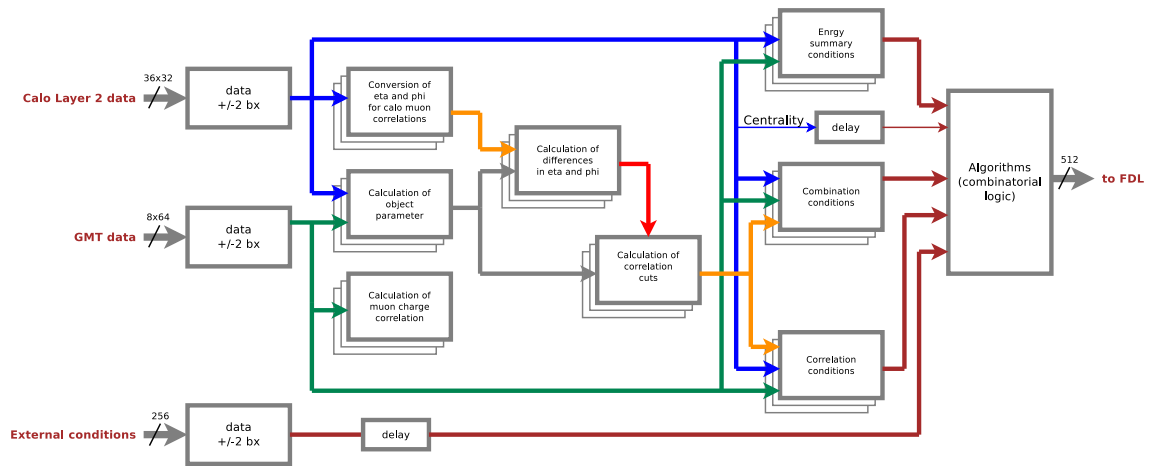 36x32
Calo Layer 2 data
data
+/-2 bx
Conversion of
eta and phi
for calo muon
correlations
Enrgy
summary
conditions
Centrality
delay
Calculation of
differences
in eta and phi
Calculation of
object
parameter
Combination
conditions
Algorithms
(combinatorial
logic)
512
to FDL
8x64
GMT data
data
+/-2 bx
Calculation of
correlation
cuts
Calculation of
muon charge
correlation
Correlation
conditions
256
External conditions
data
+/-2 bx
delay